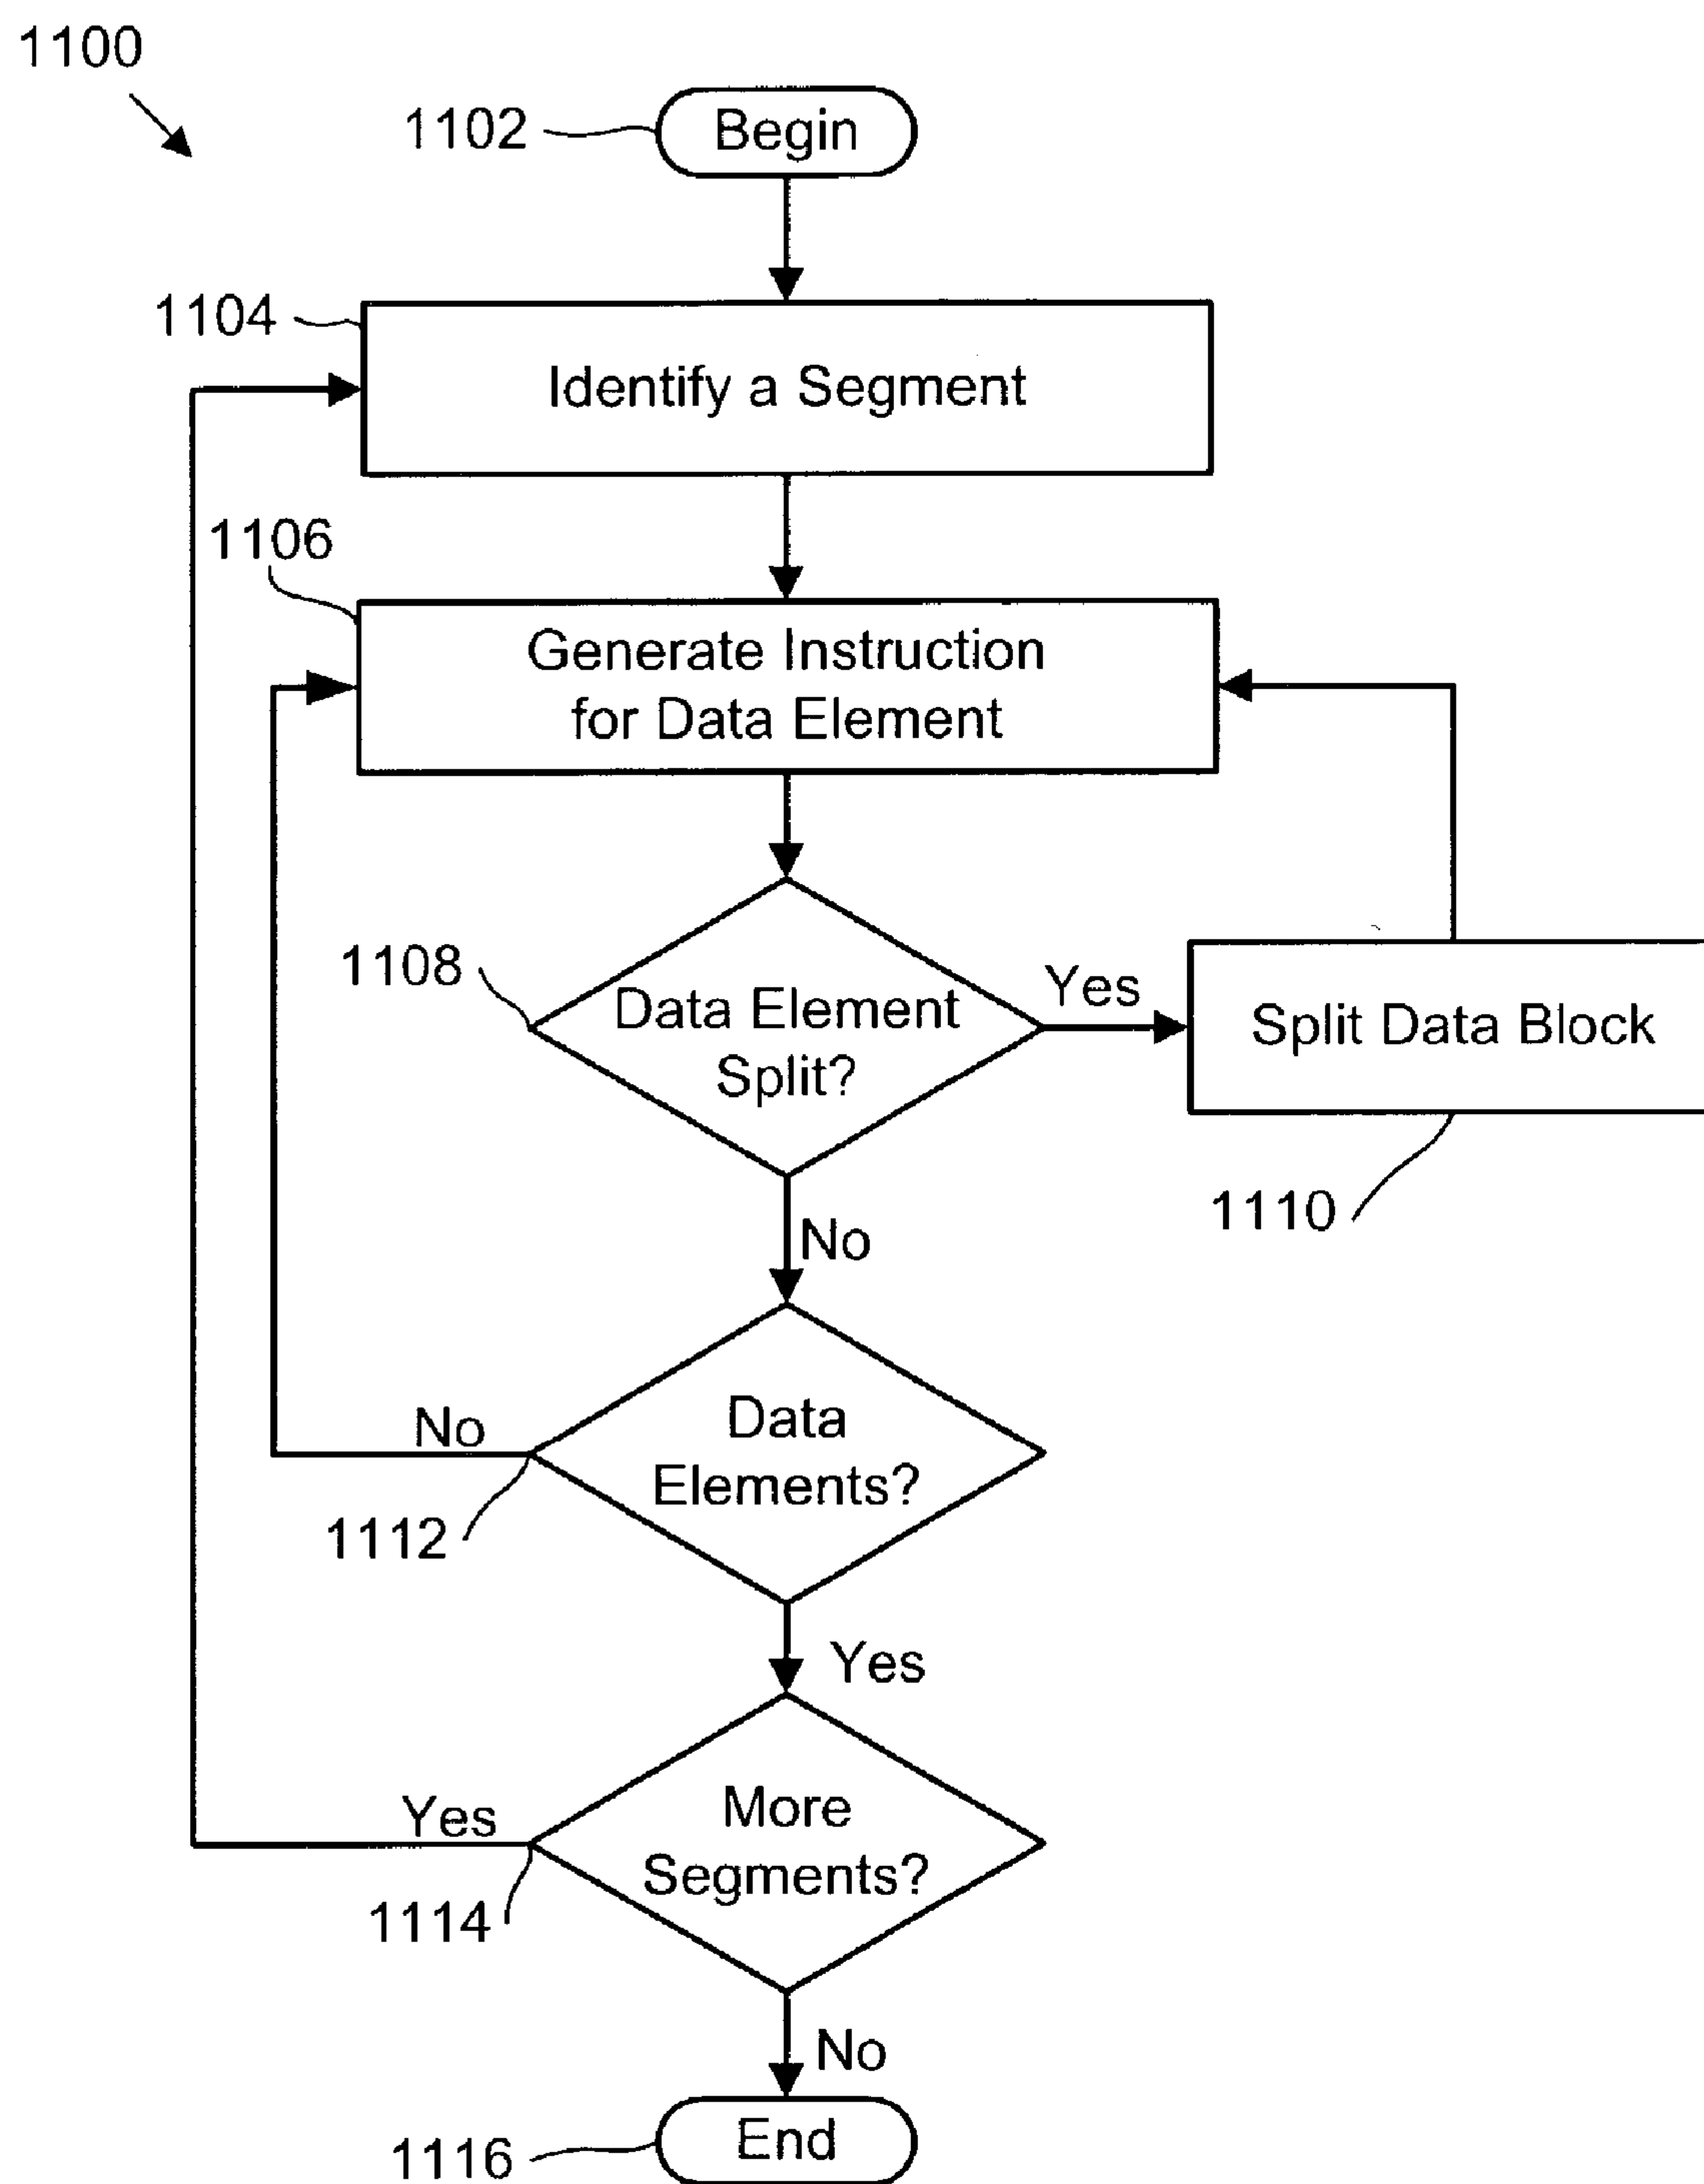 1100
1102
Begin
1104
Identify a Segment
1106
Generate Instruction
for Data Element
1108
Data Element
Split?
Yes
Split Data Block
1110
No
Data
Elements?
No
1112
Yes
More
Segments?
Yes
1114
No
End
1116